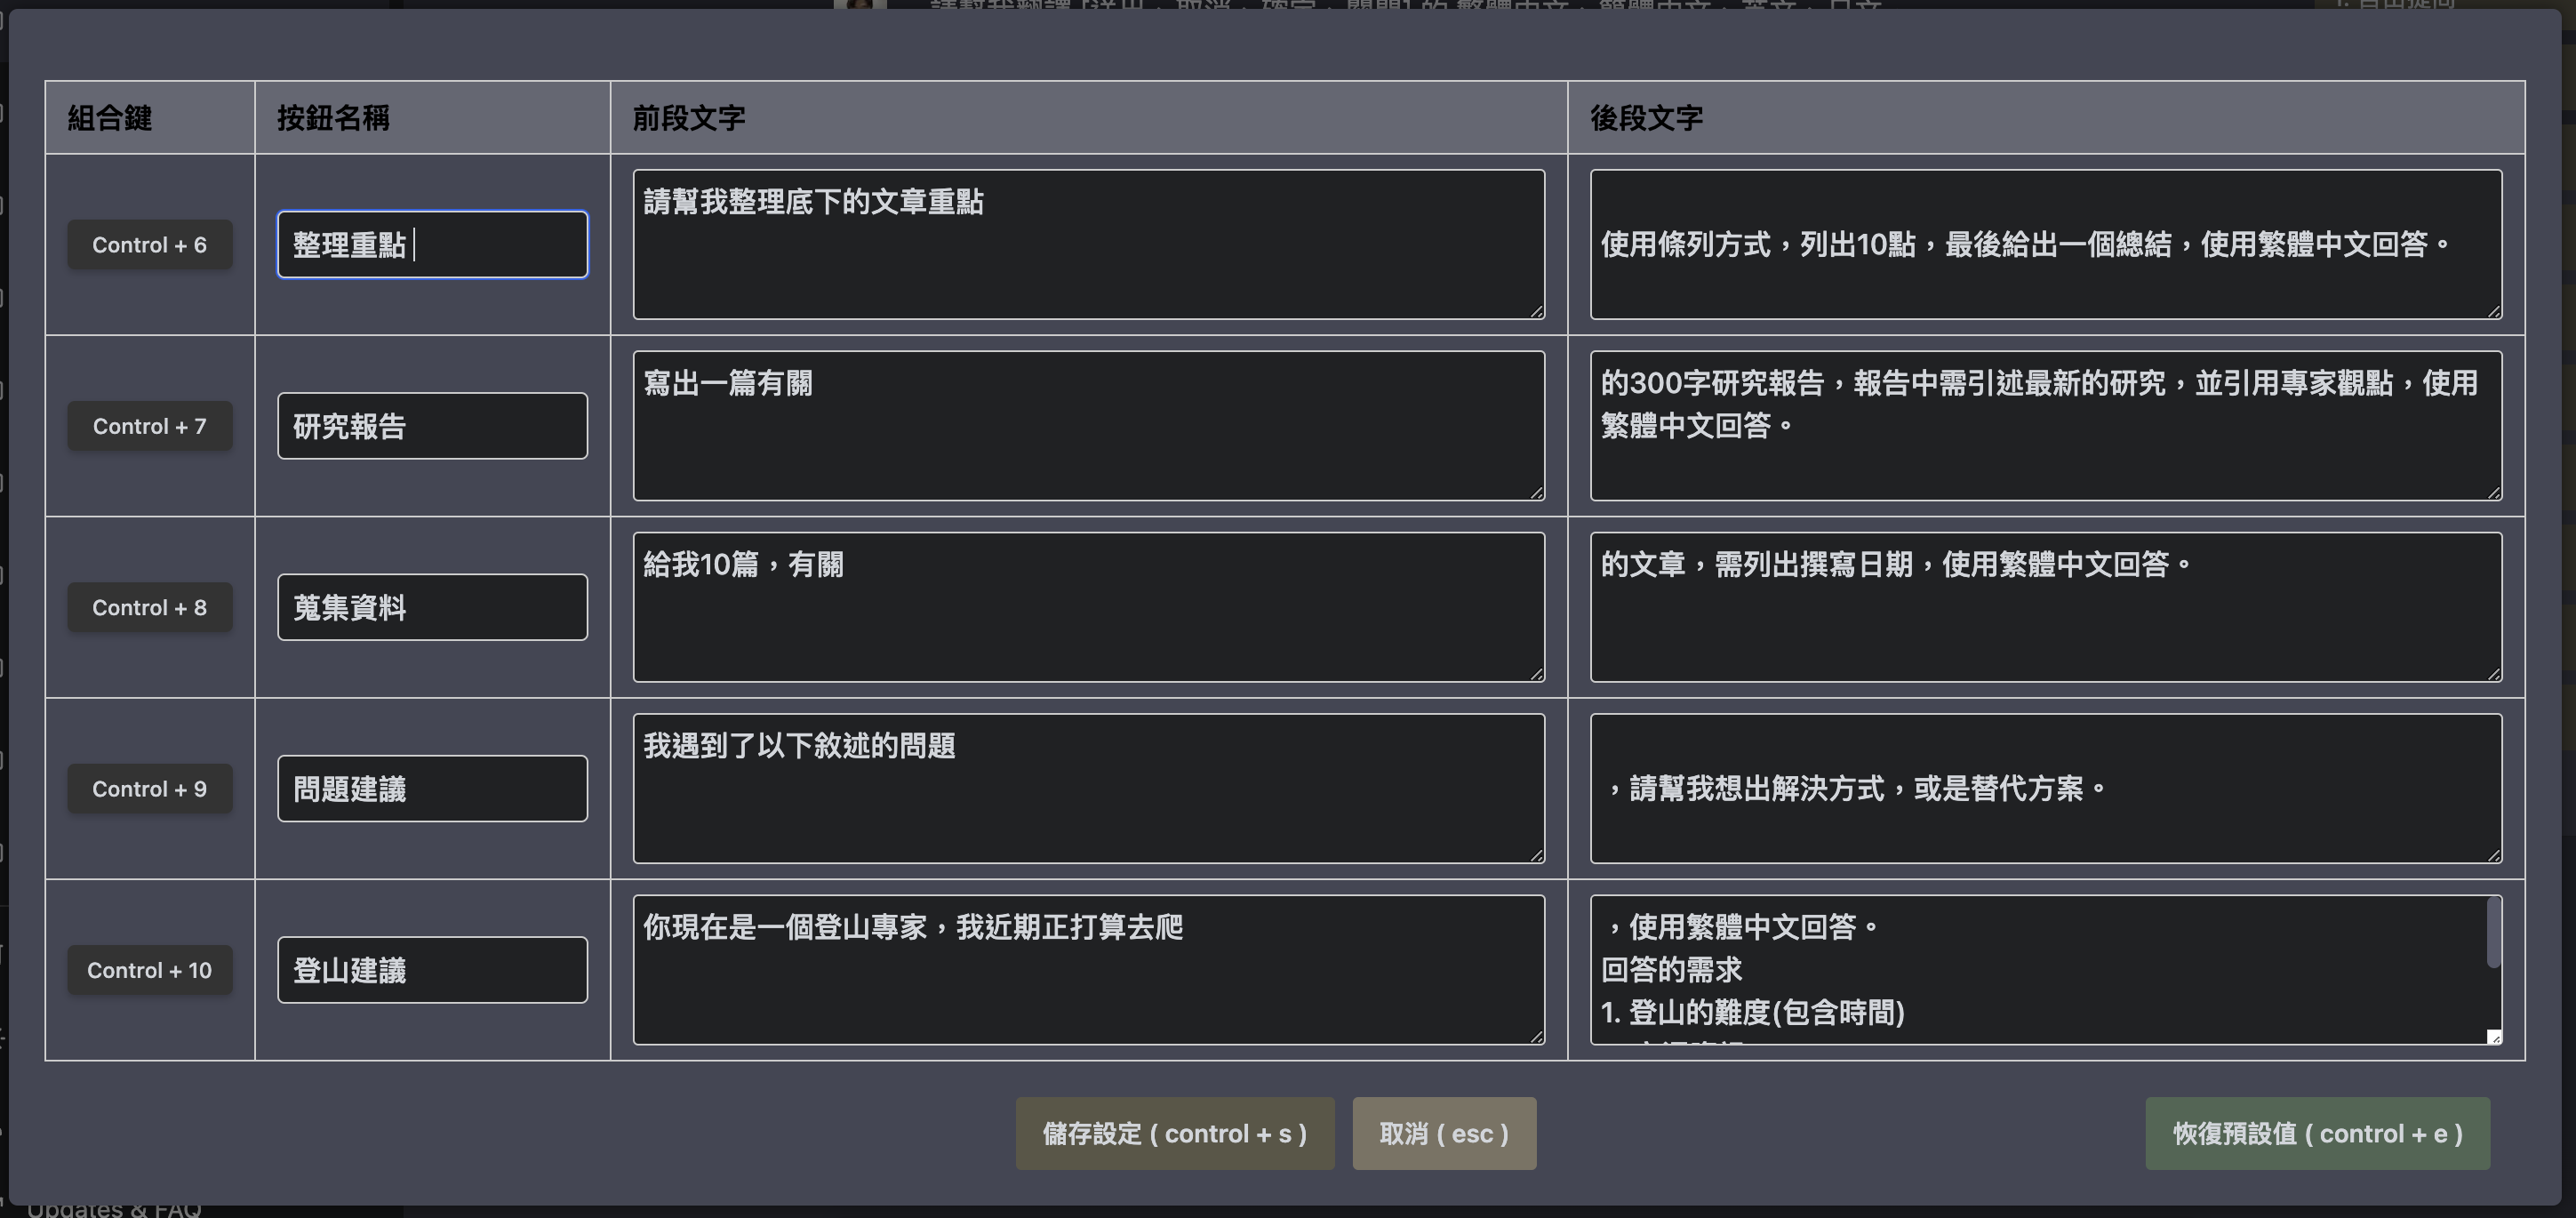 組合鍵 按鈕名稱 前段文字 後段文字
Control + 6
整理重點
請幫我整理底下的文章重點
使用條列方式，列出10點，最後給出一個總結，使用繁體中文回答。
Control + 7
研究報告
寫出一篇有關
的300字研究報告，報告中需引述最新的研究，並引用專家觀點，使用
繁體中文回答。
Control + 8
蒐集資料
給我10篇，有關
的文章，需列出撰寫日期，使用繁體中文回答。
Control + 9
問題建議
我遇到了以下敘述的問題
，請幫我想出解決方式，或是替代方案。
Control + 10
登山建議
你現在是一個登山專家，我近期正打算去爬
，使用繁體中文回答。
回答的需求
1. 登山的難度(包含時間)
儲存設定 ( control + s )
取消 ( esc )
恢復預設值 ( control + e )
Updates & FAQ